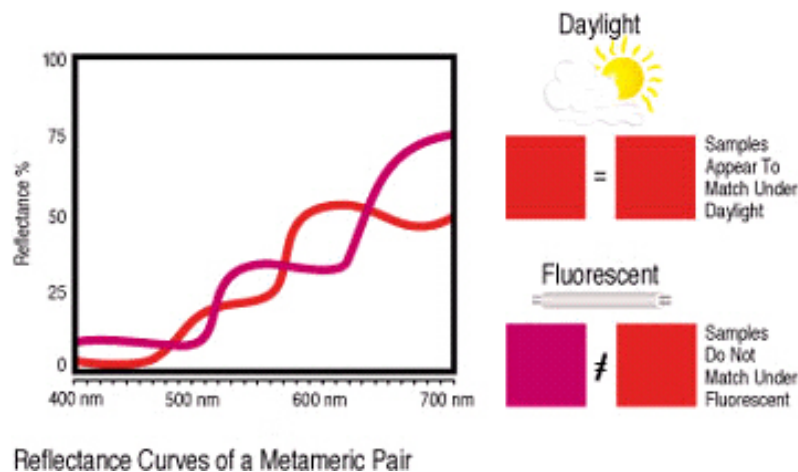 Daylight
100
75
50
25
0
Reflectance %
400 nm
500 nm
600 nm
700 nm
=
Samples
Appear To
Match Under
Daylight
Fluorescent
≠
Samples
Do Not
Match Under
Fluorescent
Reflectance Curves of a Metameric Pair